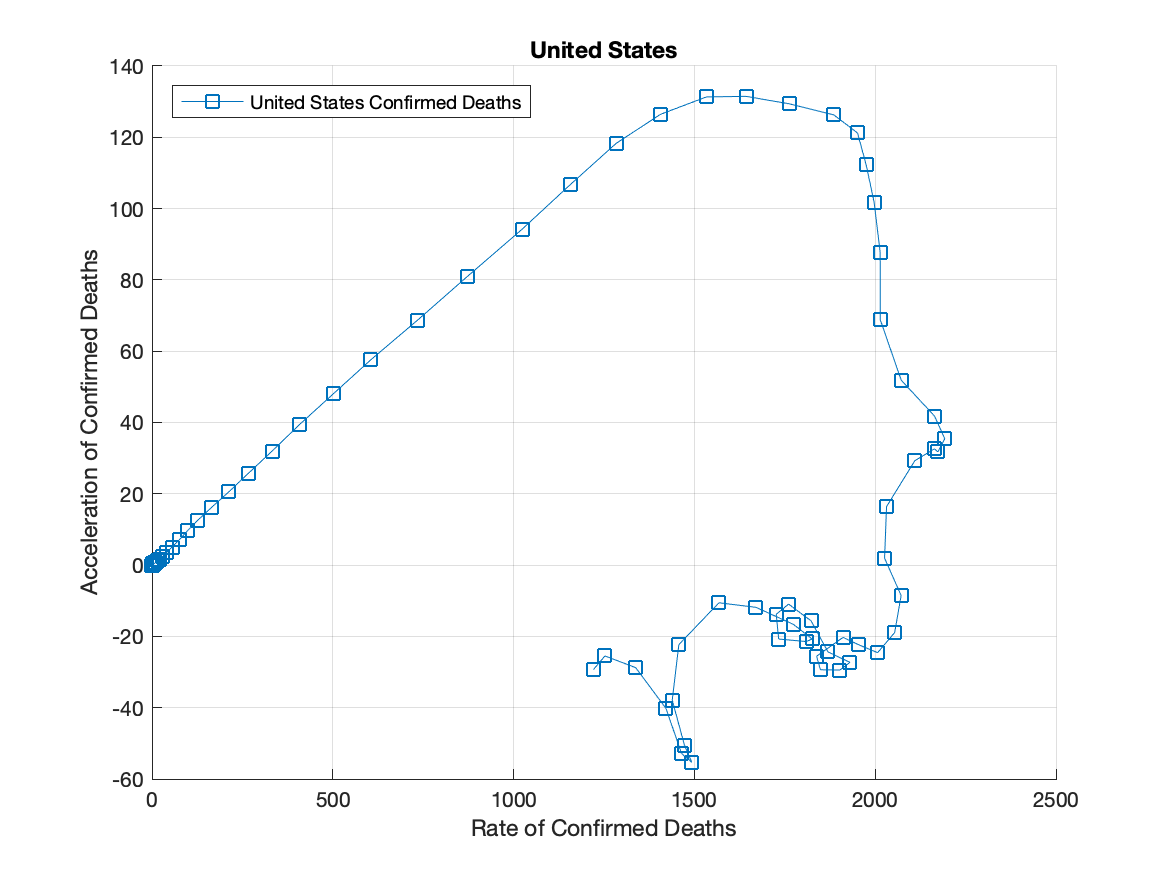 United States
140
120
100
80
60
40
20
0
-20
-40
-60
Acceleration of Confirmed Deaths
United States Confirmed Deaths
0 500 1000 1500 2000 2500
Rate of Confirmed Deaths